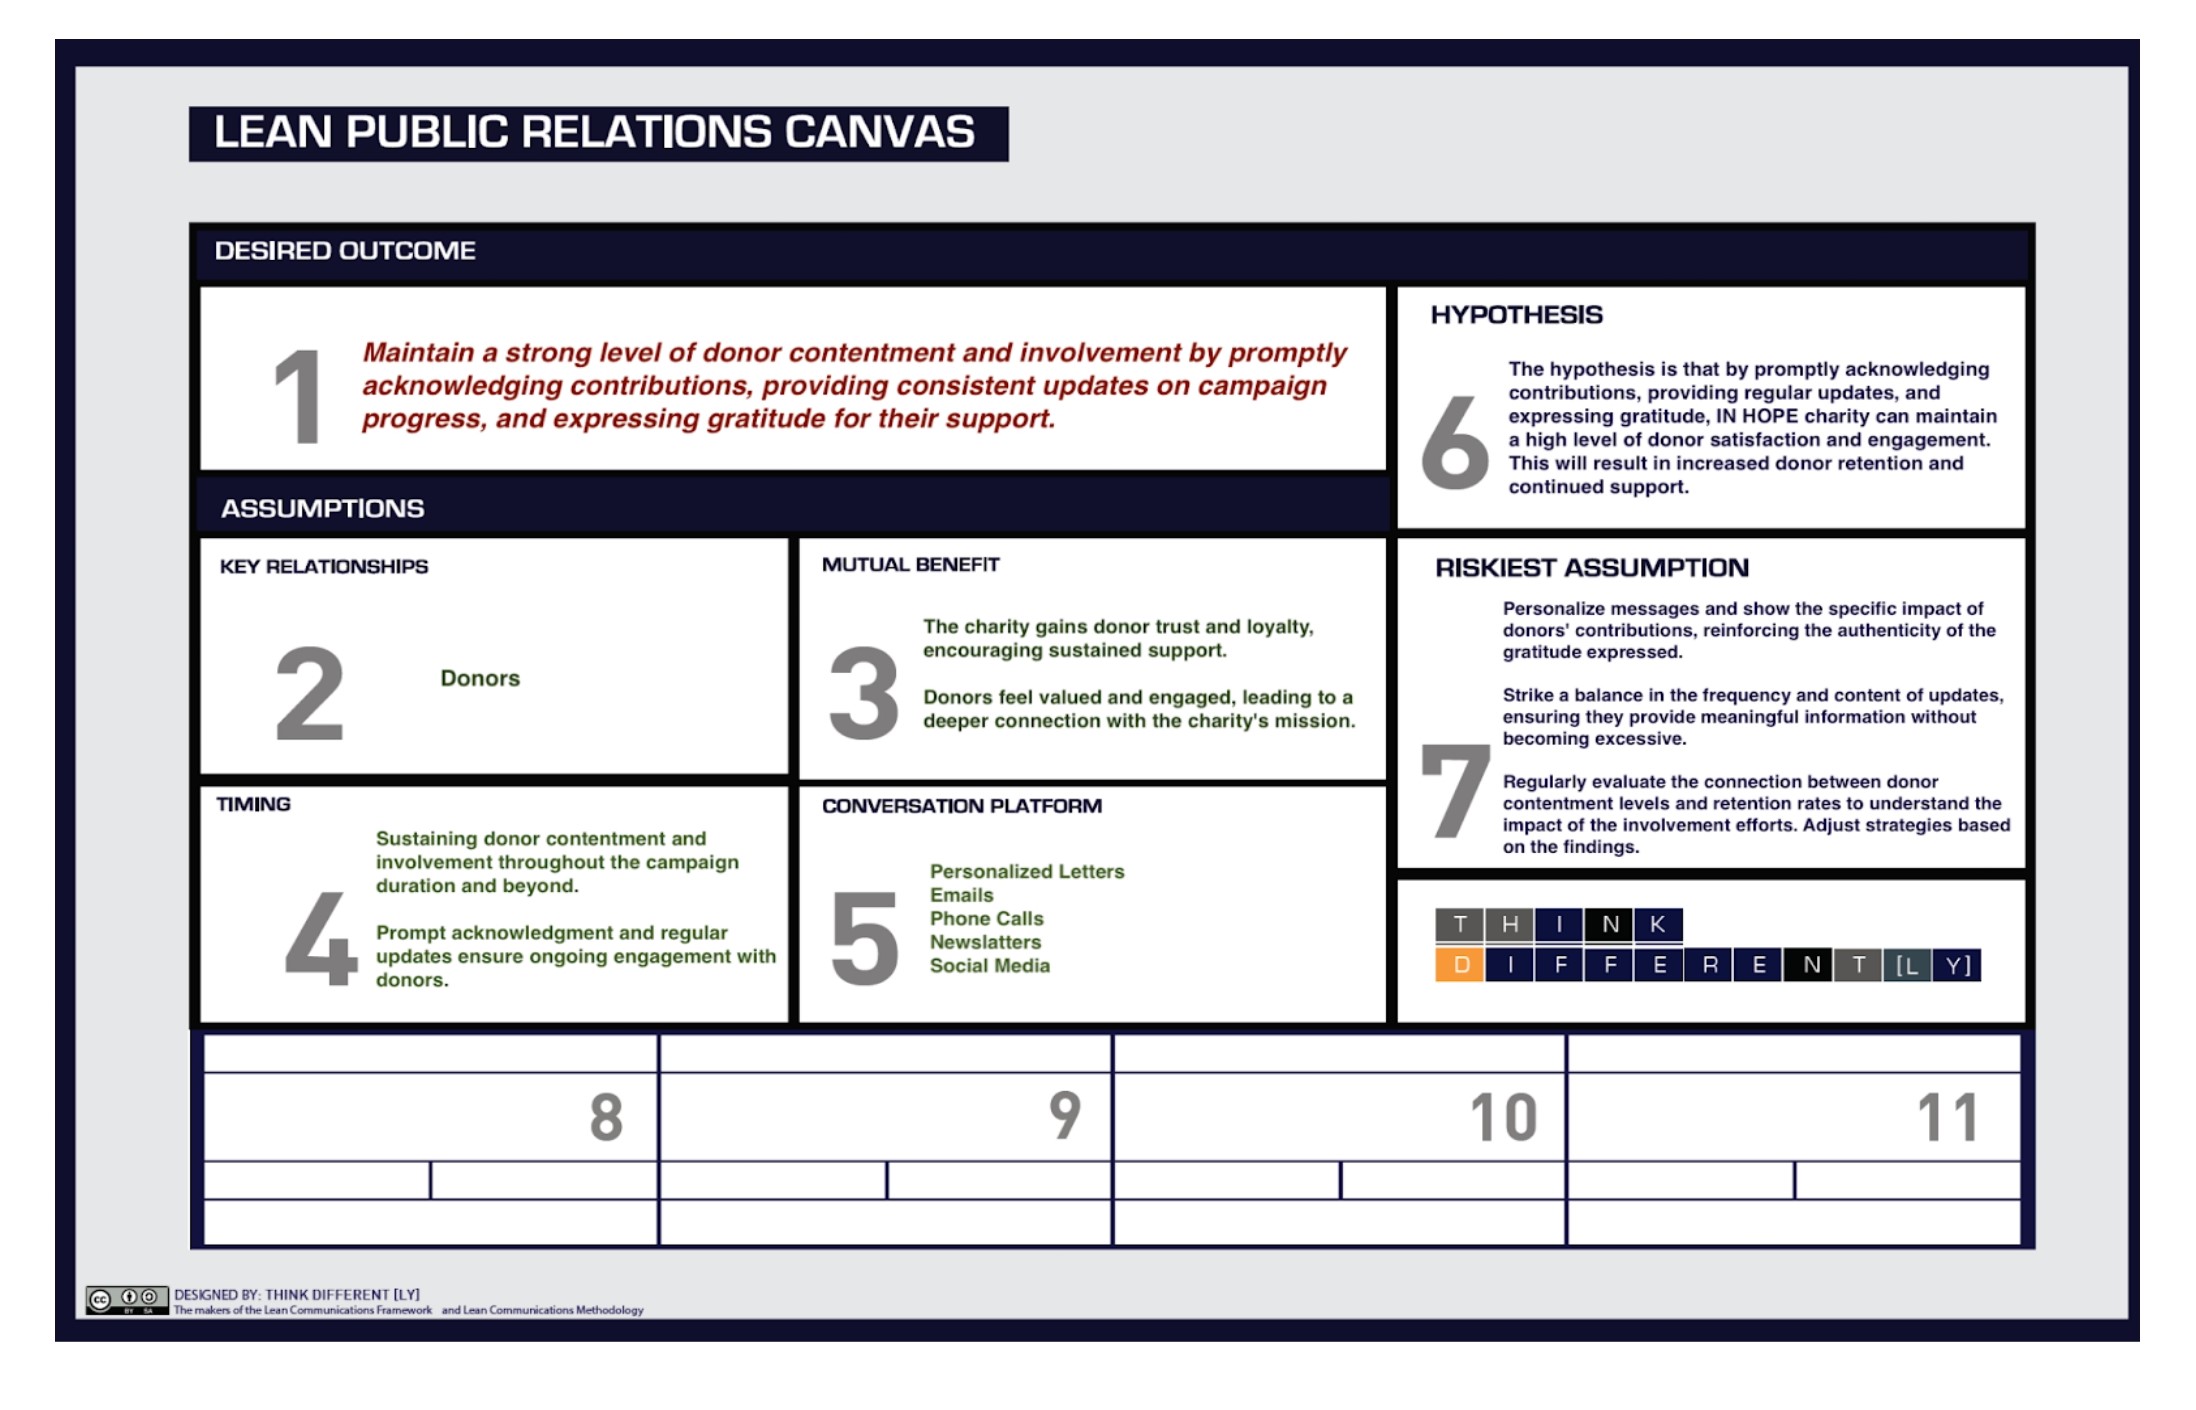 LEAN PUBLIC RELATIONS CANVAS
DESIRED OUTCOME
1
Maintain a strong level of donor contentment and involvement by promptly
acknowledging contributions, providing consistent updates on campaign
progress, and expressing gratitude for their support.
HYPOTHESIS
6
The hypothesis is that by promptly acknowledging
contributions, providing regular updates, and
expressing gratitude, IN HOPE charity can maintain
a high level of donor satisfaction and engagement.
This will result in increased donor retention and
continued support.
ASSUMPTIONS
KEY RELATIONSHIPS
2
Donors
MUTUAL BENEFIT
3
The charity gains donor trust and loyalty,
encouraging sustained support.
Donors feel valued and engaged, leading to a
deeper connection with the charity's mission.
RISKIEST ASSUMPTION
7
Personalize messages and show the specific impact of
donors' contributions, reinforcing the authenticity of the
gratitude expressed.
Strike a balance in the frequency and content of updates,
ensuring they provide meaningful information without
becoming excessive.
Regularly evaluate the connection between donor
contentment levels and retention rates to understand the
impact of the involvement efforts. Adjust strategies based
on the findings.
TIMING
4
Sustaining donor contentment and
involvement throughout the campaign
duration and beyond.
Prompt acknowledgment and regular
updates ensure ongoing engagement with
donors.
CONVERSATION PLATFORM
5
Personalized Letters
Emails
Phone Calls
Newslatters
Social Media
THINK
DIFFERENT[LY]
8
9
10
11
cc BY SA
DESIGNED BY: THINK DIFFERENT [LY]
The makers of the Lean Communications Framework and Lean Communications Methodology